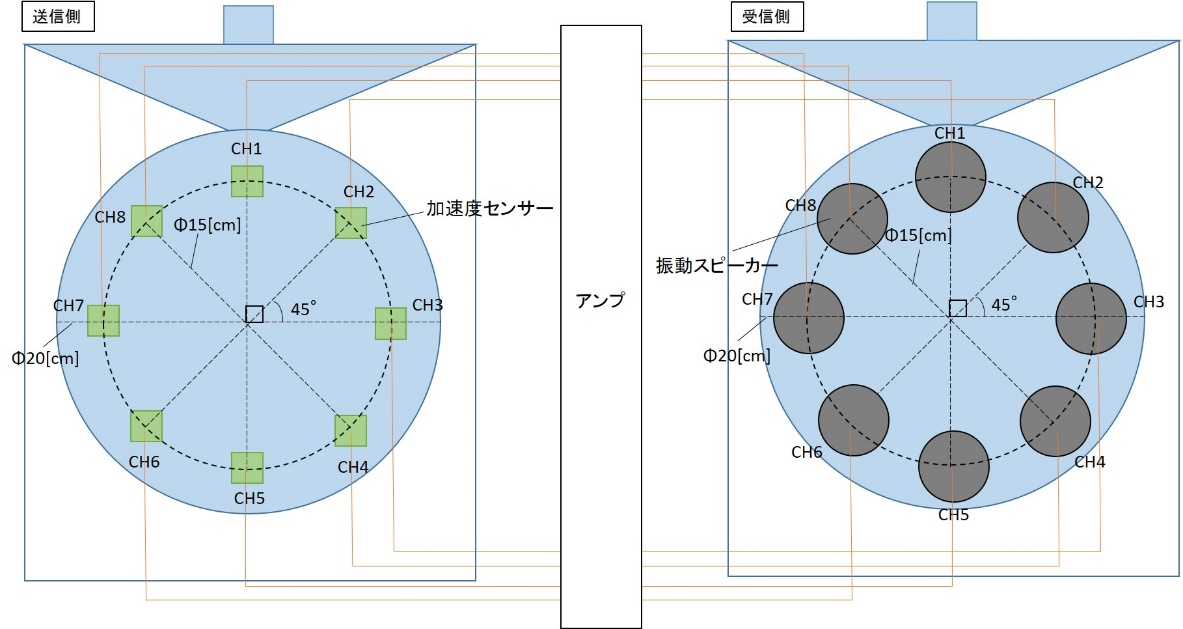 送信側
CH1
CH2
CH8
加速度センサー
Φ15[cm]
CH7
45°
CH3
Φ20[cm]
CH6
CH4
CH5
アンプ
受信側
CH1
CH2
CH8
Φ15[cm]
振動スピーカー
CH7
45°
CH3
Φ20[cm]
CH6
CH4
CH5